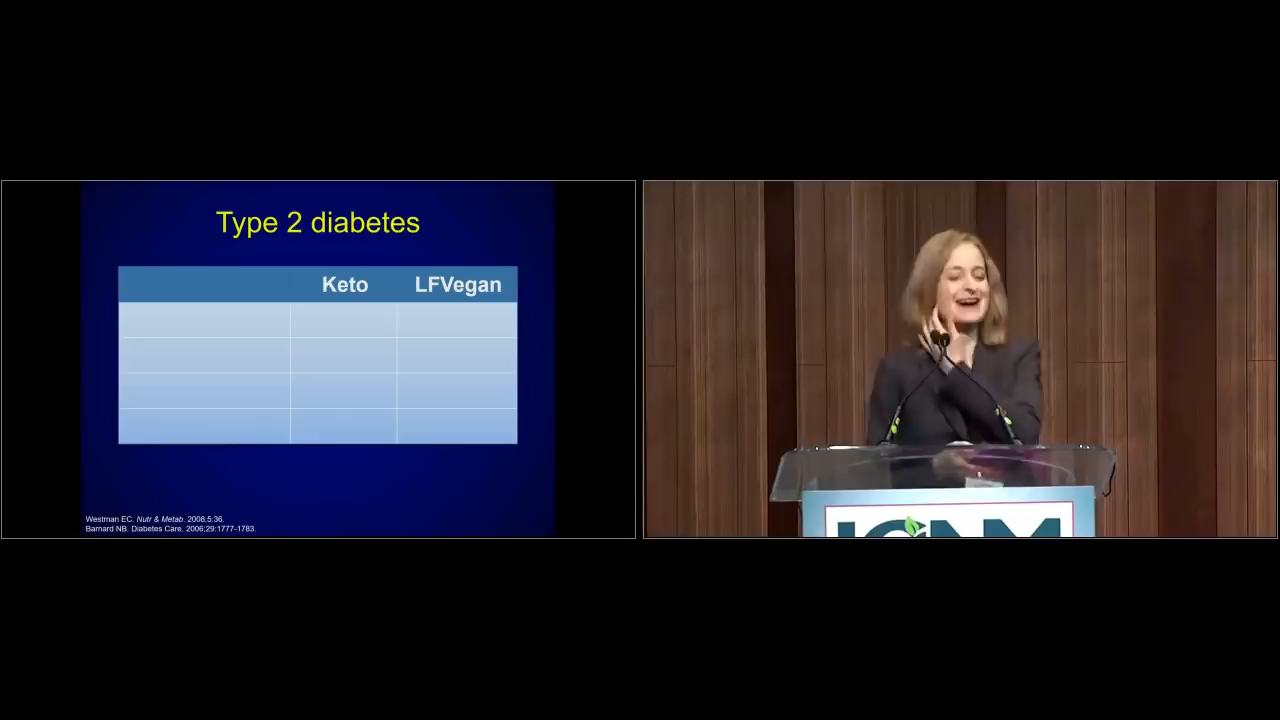 Type 2 diabetes
Keto LFVegan
Westman EC. Nutr & Metab. 2008;5:36.
Barnard NB. Diabetes Care. 2006;29:1777-1783.
ICNM